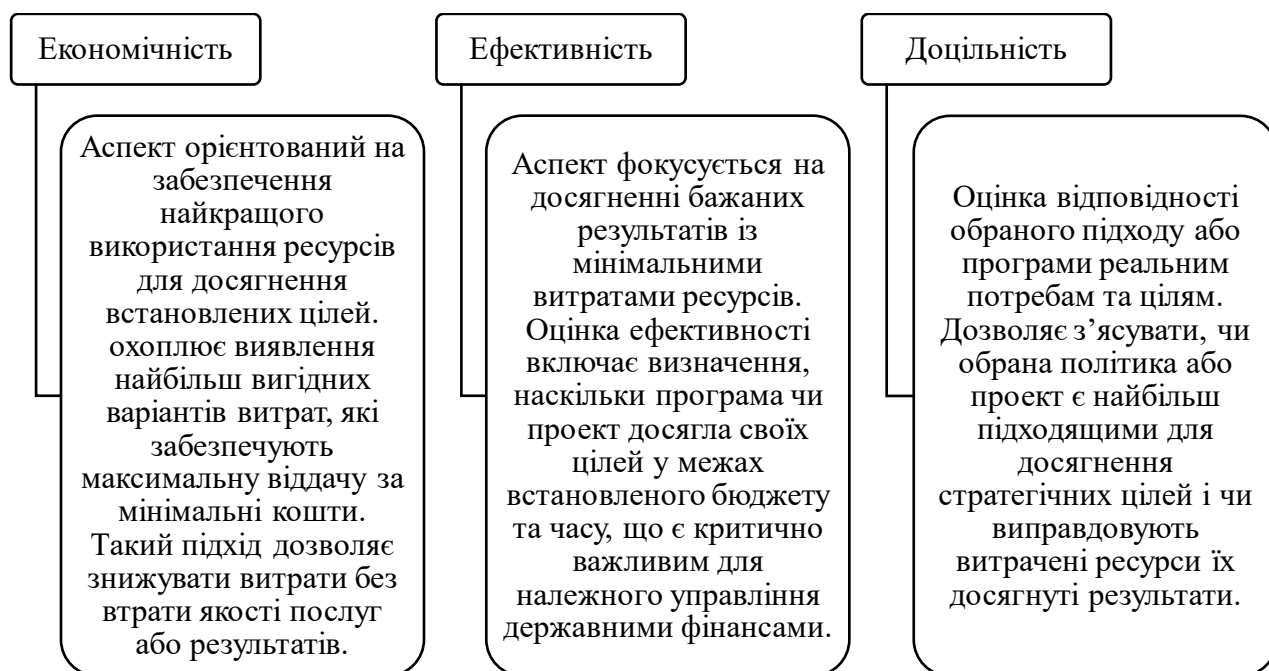 Економічність
Аспект орієнтований на
забезпечення
найкращого
використання ресурсів
для досягнення
встановлених цілей.
охоплює виявлення
найбільш вигідних
варіантів витрат, які
забезпечують
максимальну віддачу за
мінімальні кошти.
Такий підхід дозволяє
знижувати витрати без
втрати якості послуг
або результатів.
Ефективність
Аспект фокусується на
досягненні бажаних
результатів із
мінімальними
витратами ресурсів.
Оцінка ефективності
включає визначення,
наскільки програма чи
проект досягла своїх
цілей у межах
встановленого бюджету
та часу, що є критично
важливим для
належного управління
державними фінансами.
Доцільність
Оцінка відповідності
обраного підходу або
програми реальним
потребам та цілям.
Дозволяє з’ясувати, чи
обрана політика або
проект є найбільш
підходящими для
досягнення
стратегічних цілей і чи
виправдовують
витрачені ресурси їх
досягнуті результати.